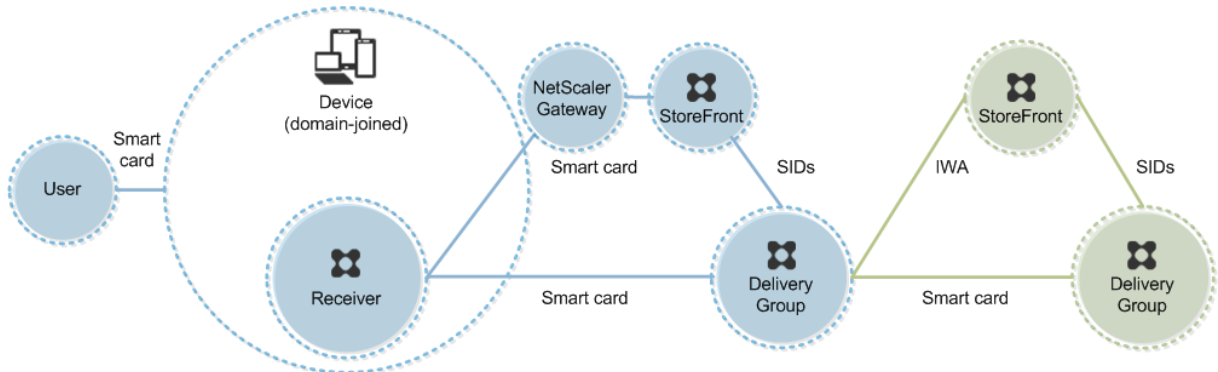 Device
(domain-joined)
NetScaler
Gateway
StoreFront
StoreFront
Smart
card
User
Smart card
SIDs
IWA
SIDs
Receiver
Smart card
Delivery
Group
Smart card
Delivery
Group